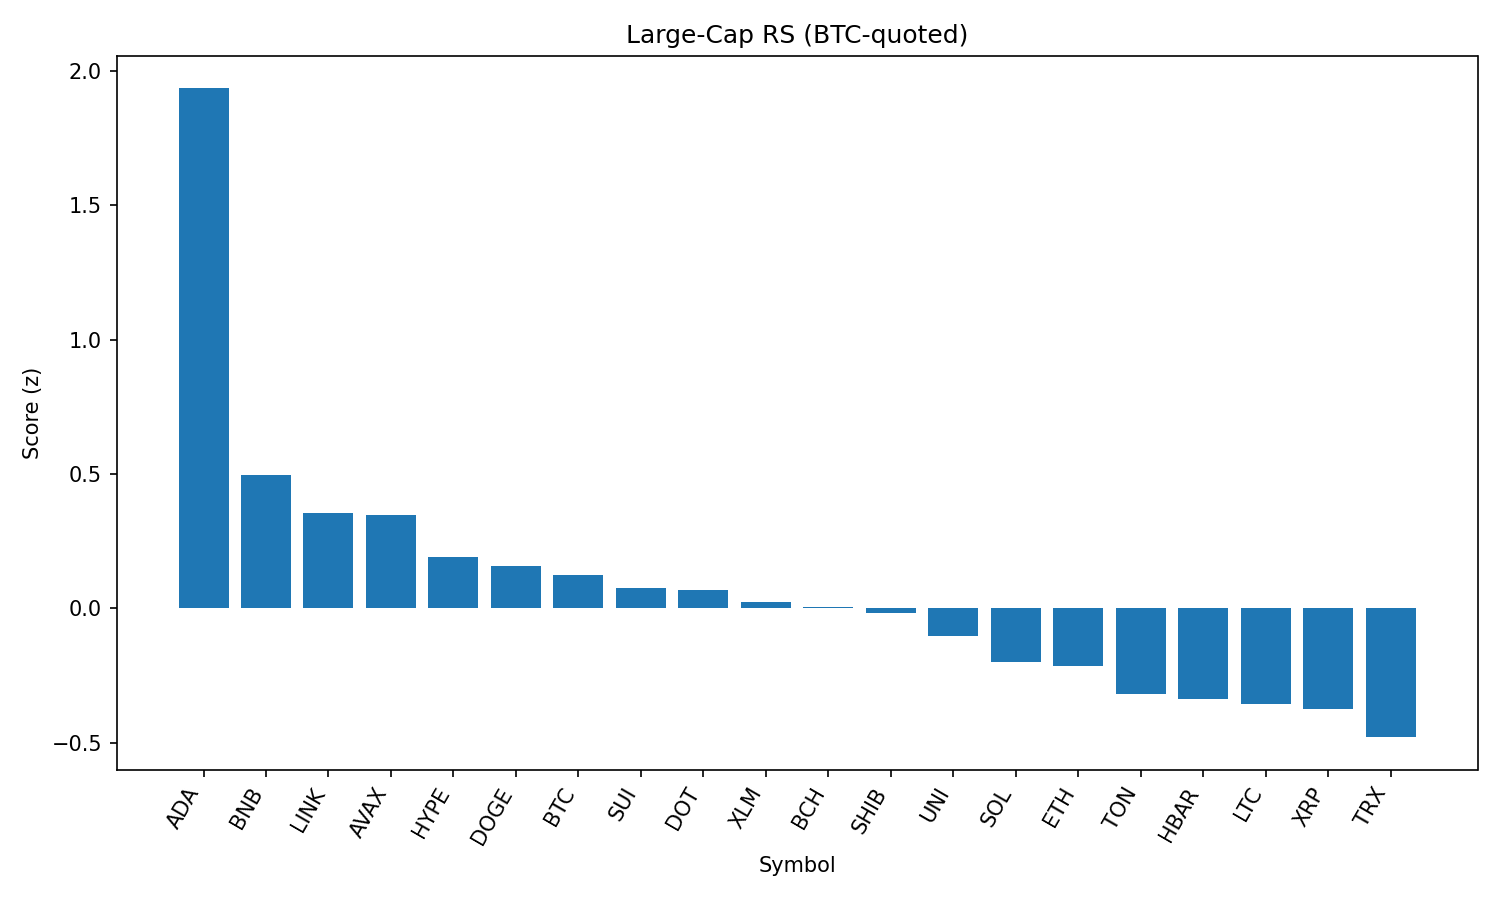 Large-Cap RS (BTC-quoted)
Score (z)
2.0
1.5
1.0
0.5
0.0
−0.5
ADA
BNB
LINK
AVAX
HYPE
DOGE
BTC
SUI
DOT
XLM
BCH
SHIB
UNI
SOL
ETH
TON
HBAR
LTC
XRP
TRX
Symbol